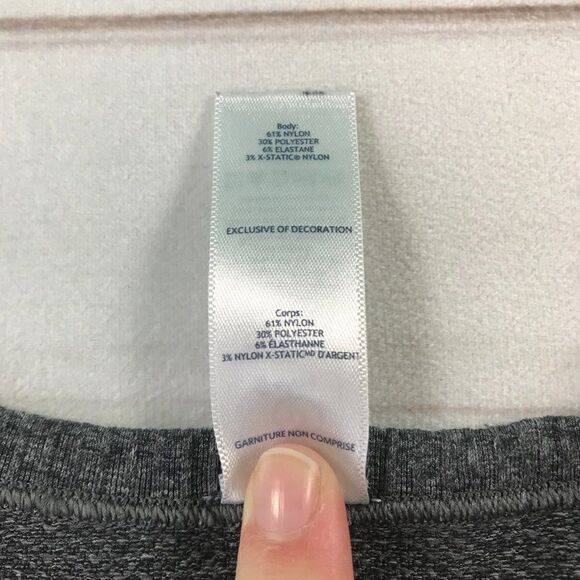 Body:
61% NYLON
30% POLYESTER
6% ELASTANE
3% X-STATIC® NYLON
EXCLUSIVE OF DECORATION
Corps:
61% NYLON
30% POLYESTER
6% ÉLASTHANNE
3% NYLON X-STATICᴹᴰ D'ARGENT
GARNITURE NON COMPRISE